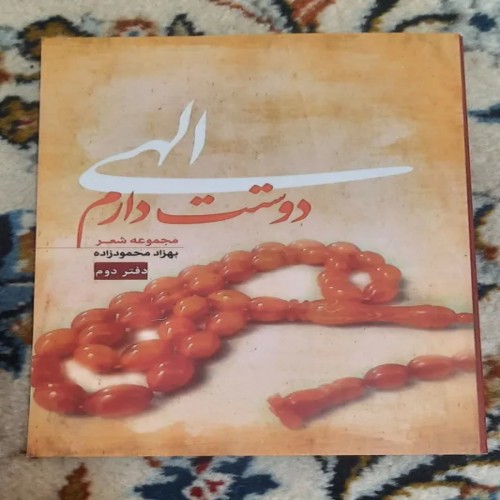 الهی
دوستت دارم
مجموعه شعر
بهزاد محمودزاده
دفتر دوم